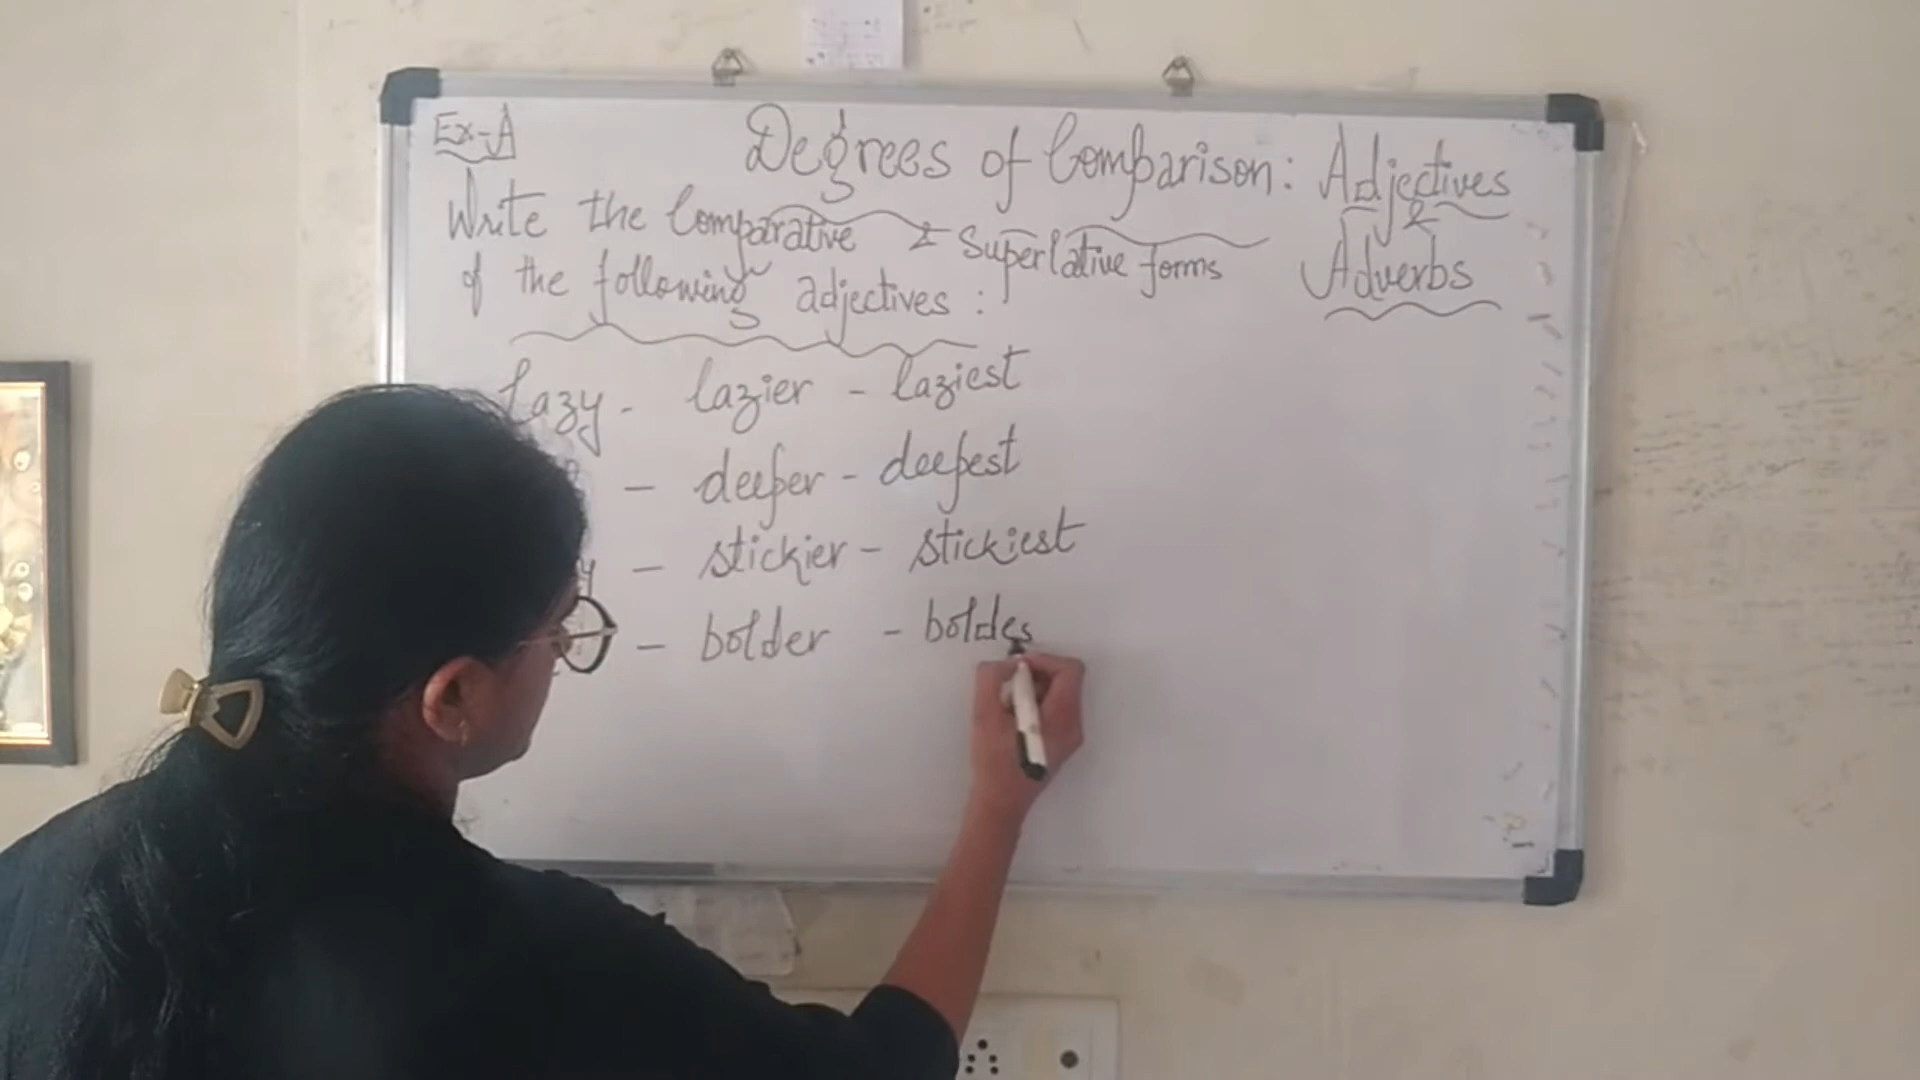 Ex-A
Degrees of Comparison: Adjectives
&
Adverbs
Write the Comparative & Superlative forms
of the following adjectives :
Lazy - lazier - laziest
- deeper - deepest
- stickier - stickiest
- bolder - boldes